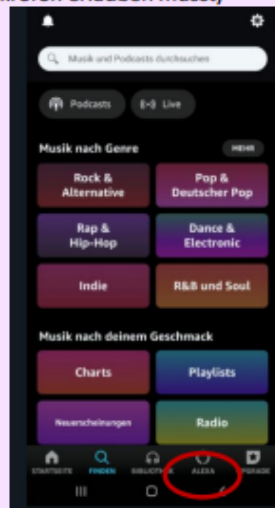 Musik und Podcasts durchsuchen
Podcasts
Live
Musik nach Genre
MEHR
Rock & Alternative
Pop & Deutscher Pop
Rap & Hip-Hop
Dance & Electronic
Indie
R&B und Soul
Musik nach deinem Geschmack
Charts
Playlists
Neuerscheinungen
Radio
STARTSEITE
FINDEN
BIBLIOTHEK
ALEXA